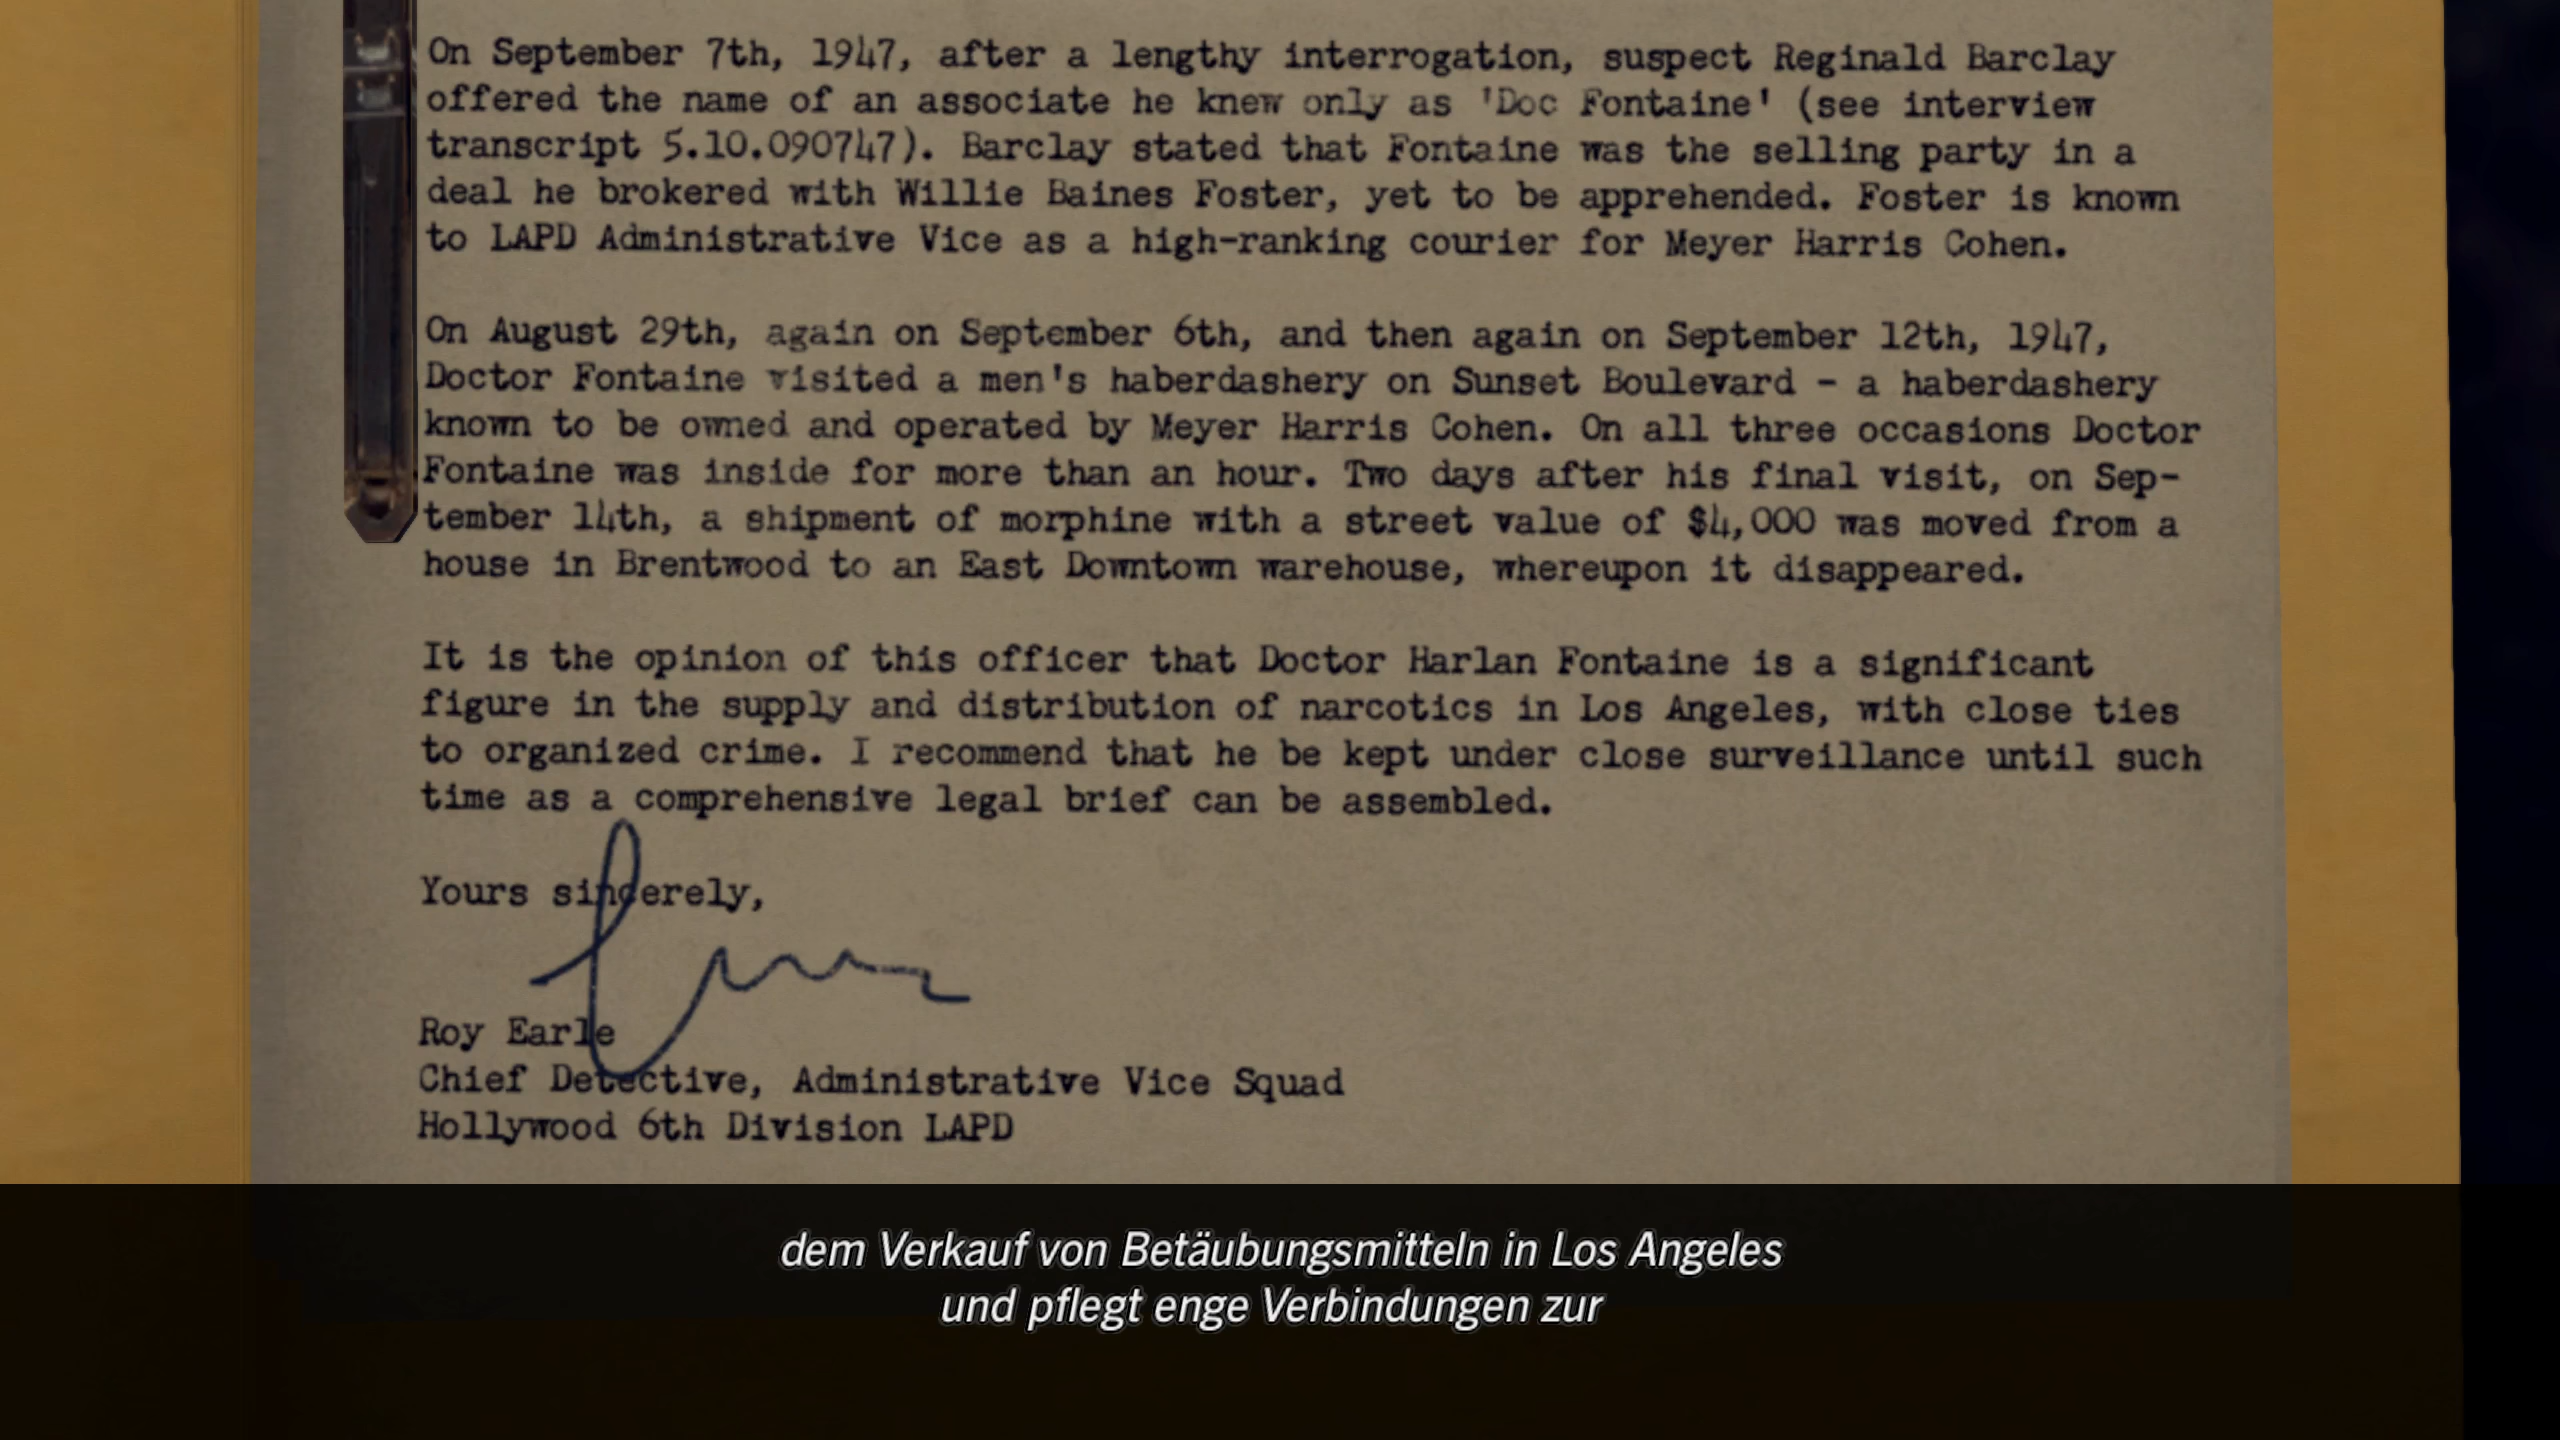 On September 7th, 1947, after a lengthy interrogation, suspect Reginald Barclay
offered the name of an associate he knew only as 'Doc Fontaine' (see interview
transcript 5.10.090747). Barclay stated that Fontaine was the selling party in a
deal he brokered with Willie Baines Foster, yet to be apprehended. Foster is known
to LAPD Administrative Vice as a high-ranking courier for Meyer Harris Cohen.
On August 29th, again on September 6th, and then again on September 12th, 1947,
Doctor Fontaine visited a men's haberdashery on Sunset Boulevard - a haberdashery
known to be owned and operated by Meyer Harris Cohen. On all three occasions Doctor
Fontaine was inside for more than an hour. Two days after his final visit, on Sep-
tember 14th, a shipment of morphine with a street value of $4,000 was moved from a
house in Brentwood to an East Downtown warehouse, whereupon it disappeared.
It is the opinion of this officer that Doctor Harlan Fontaine is a significant
figure in the supply and distribution of narcotics in Los Angeles, with close ties
to organized crime. I recommend that he be kept under close surveillance until such
time as a comprehensive legal brief can be assembled.
Yours sincerely,
Roy Earle
Chief Detective, Administrative Vice Squad
Hollywood 6th Division LAPD
dem Verkauf von Betäubungsmitteln in Los Angeles
und pflegt enge Verbindungen zur